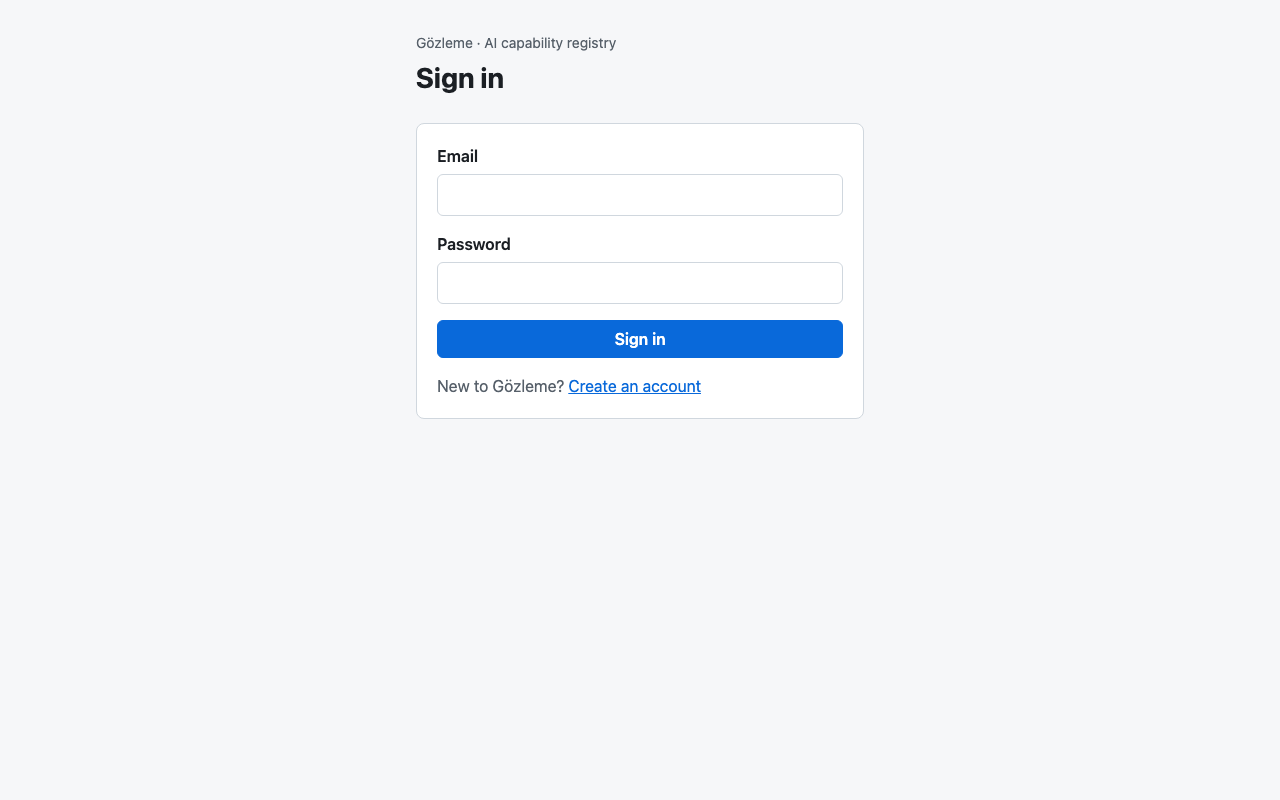 Gözleme · AI capability registry
Sign in
Email
Password
Sign in
New to Gözleme? Create an account